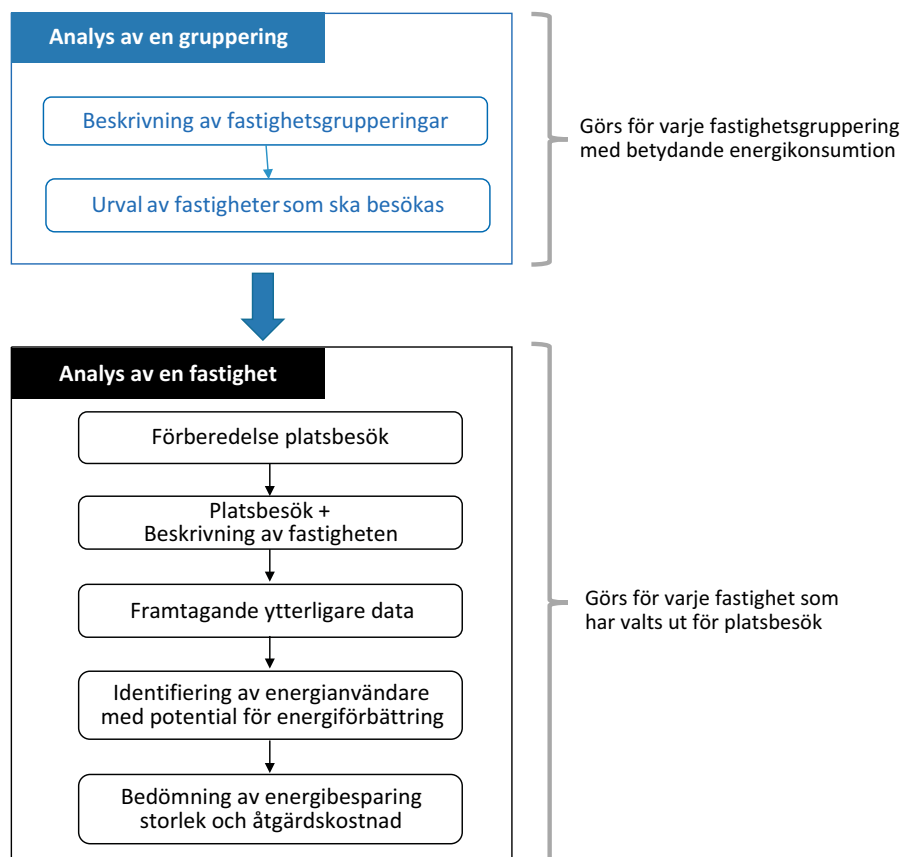 Analys av en gruppering
Beskrivning av fastighetsgrupperingar
Urval av fastigheter som ska besökas
Görs för varje fastighetsgruppering
med betydande energikonsumtion
Analys av en fastighet
Förberedelse platsbesök
Platsbesök +
Beskrivning av fastigheten
Framtagande ytterligare data
Identifiering av energianvändare
med potential för energiförbättring
Bedömning av energibesparing
storlek och åtgärdskostnad
Görs för varje fastighet som
har valts ut för platsbesök